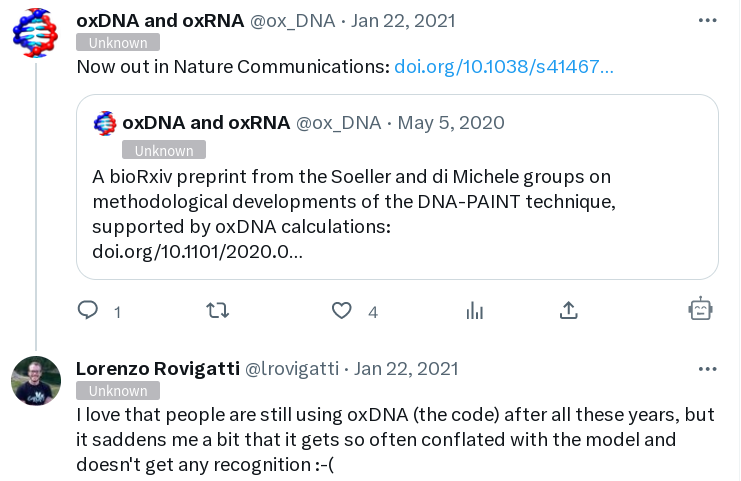 oxDNA and oxRNA @ox_DNA · Jan 22, 2021
Unknown
Now out in Nature Communications: doi.org/10.1038/s41467...
oxDNA and oxRNA @ox_DNA · May 5, 2020
Unknown
A bioRxiv preprint from the Soeller and di Michele groups on
methodological developments of the DNA-PAINT technique,
supported by oxDNA calculations:
doi.org/10.1101/2020.0...
1 4
Lorenzo Rovigatti @lrovigatti · Jan 22, 2021
Unknown
I love that people are still using oxDNA (the code) after all these years, but
it saddens me a bit that it gets so often conflated with the model and
doesn't get any recognition :-(